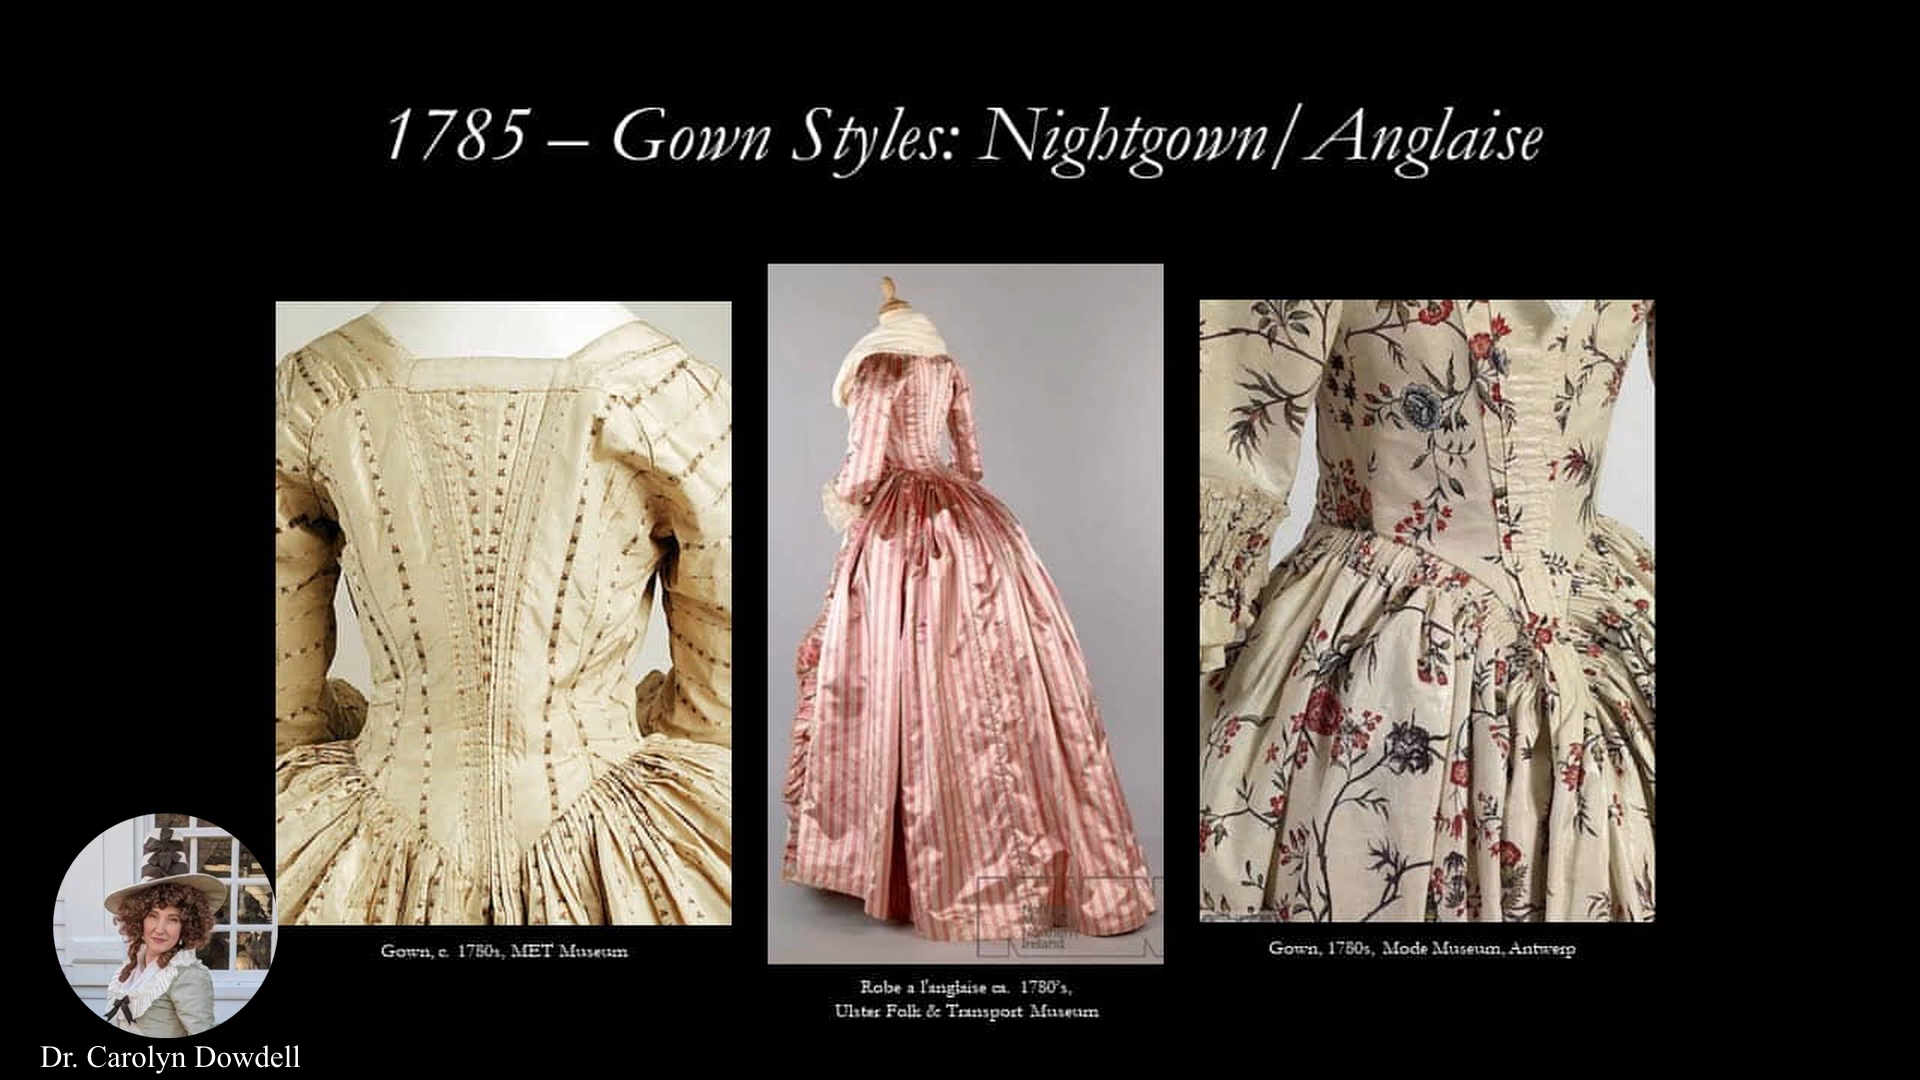 1785 – Gown Styles: Nightgown/Anglaise
Gown, c. 1780s, MET Museum
Robe a l'anglaise ca. 1780's,
Ulster Folk & Transport Museum
Gown, 1780s, Mode Museum, Antwerp
Ireland
Dr. Carolyn Dowdell